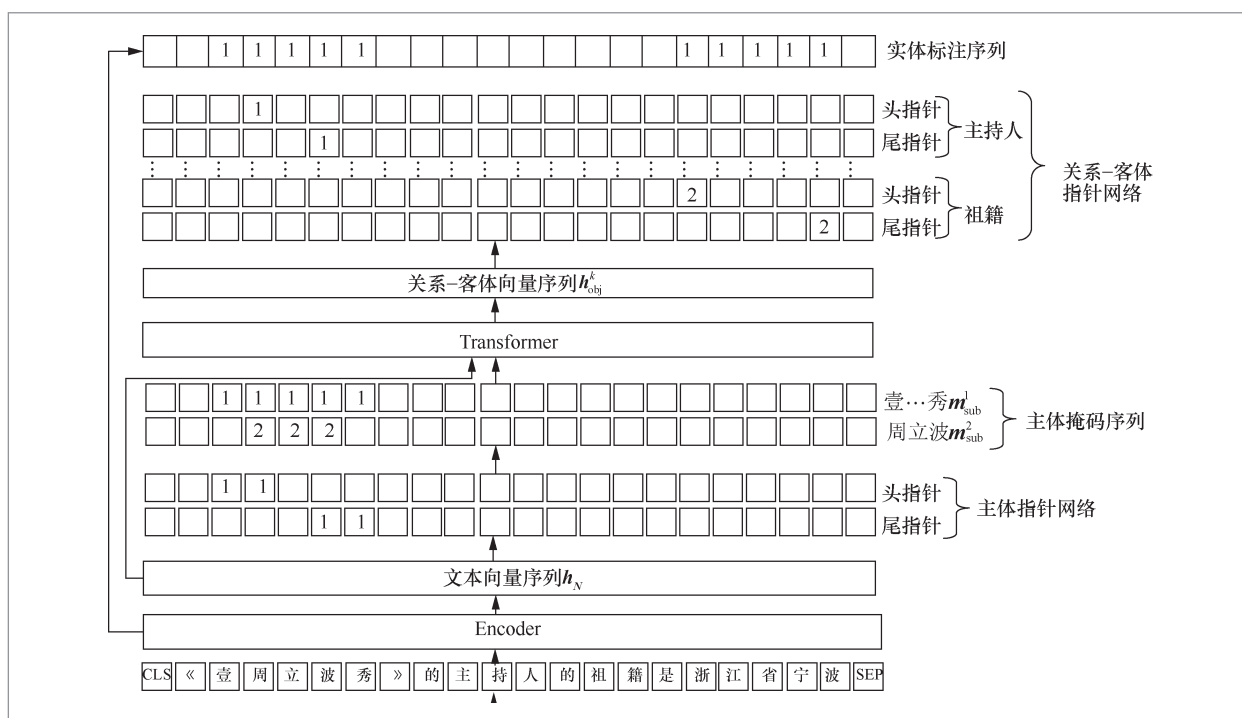 1 1 1 1 1 1 1 1 1 1 实体标注序列
1 头指针
主持人
1 尾指针
关系-客体
指针网络
2 头指针
祖籍
2 尾指针
关系-客体向量序列h^k_obj
Transformer
1 1 1 1 1 壹…秀m^1_sub
主体掩码序列
2 2 2 周立波m^2_sub
1 1 头指针
主体指针网络
1 1 尾指针
文本向量序列h_N
Encoder
CLS 《 壹 周 立 波 秀 》 的 主 持 人 的 祖 籍 是 浙 江 省 宁 波 SEP